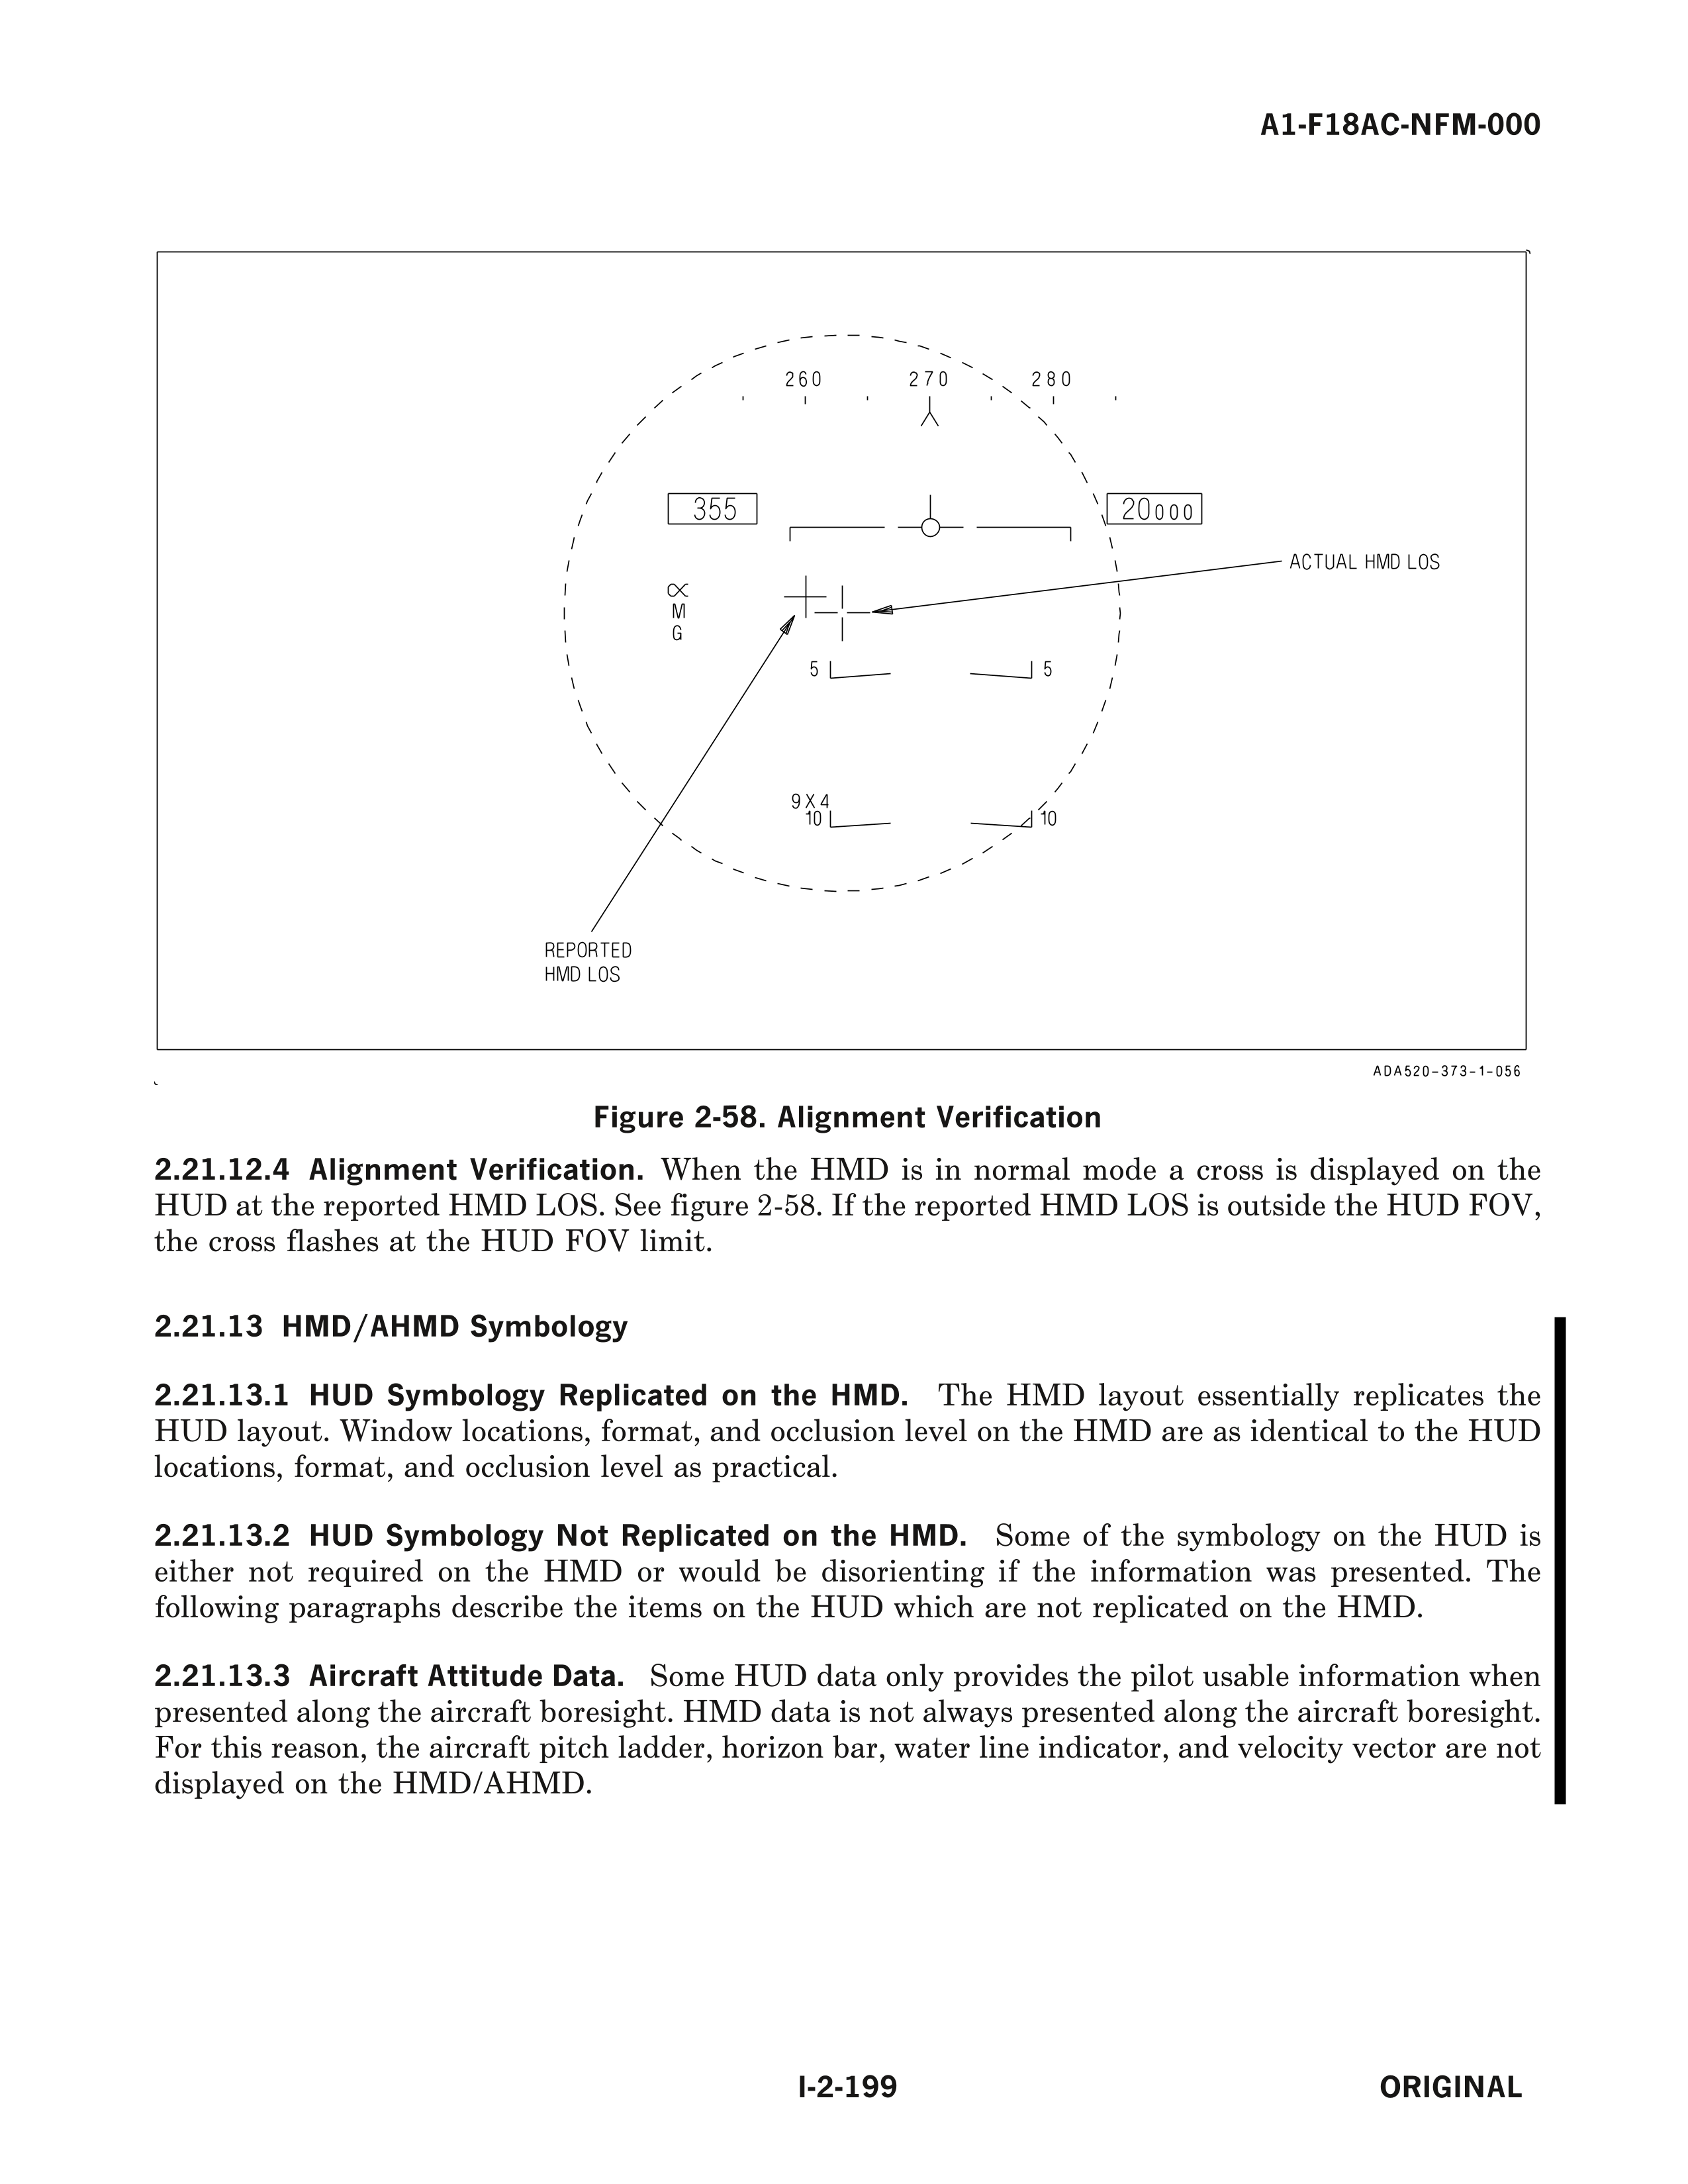 A1-F18AC-NFM-000
260 270 280
355
20000
ACTUAL HMD LOS
∝
M
G
5 5
9X4
10 10
REPORTED
HMD LOS
ADA520-373-1-056
Figure 2-58. Alignment Verification
2.21.12.4 Alignment Verification. When the HMD is in normal mode a cross is displayed on the
HUD at the reported HMD LOS. See figure 2-58. If the reported HMD LOS is outside the HUD FOV,
the cross flashes at the HUD FOV limit.
2.21.13 HMD/AHMD Symbology
2.21.13.1 HUD Symbology Replicated on the HMD. The HMD layout essentially replicates the
HUD layout. Window locations, format, and occlusion level on the HMD are as identical to the HUD
locations, format, and occlusion level as practical.
2.21.13.2 HUD Symbology Not Replicated on the HMD. Some of the symbology on the HUD is
either not required on the HMD or would be disorienting if the information was presented. The
following paragraphs describe the items on the HUD which are not replicated on the HMD.
2.21.13.3 Aircraft Attitude Data. Some HUD data only provides the pilot usable information when
presented along the aircraft boresight. HMD data is not always presented along the aircraft boresight.
For this reason, the aircraft pitch ladder, horizon bar, water line indicator, and velocity vector are not
displayed on the HMD/AHMD.
I-2-199
ORIGINAL